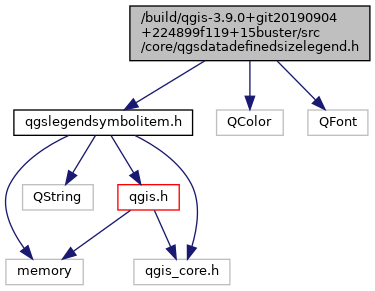 /build/qgis-3.9.0+git20190904
+224899f119+15buster/src
/core/qgsdatadefinedsizelegend.h
qgslegendsymbolitem.h
QColor
QFont
QString
qgis.h
memory
qgis_core.h